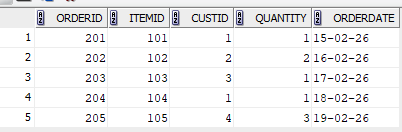 ORDERID ITEMID CUSTID QUANTITY ORDERDATE
1 201 101 1 1 15-02-26
2 202 102 2 2 16-02-26
3 203 103 3 1 17-02-26
4 204 104 1 1 18-02-26
5 205 105 4 3 19-02-26